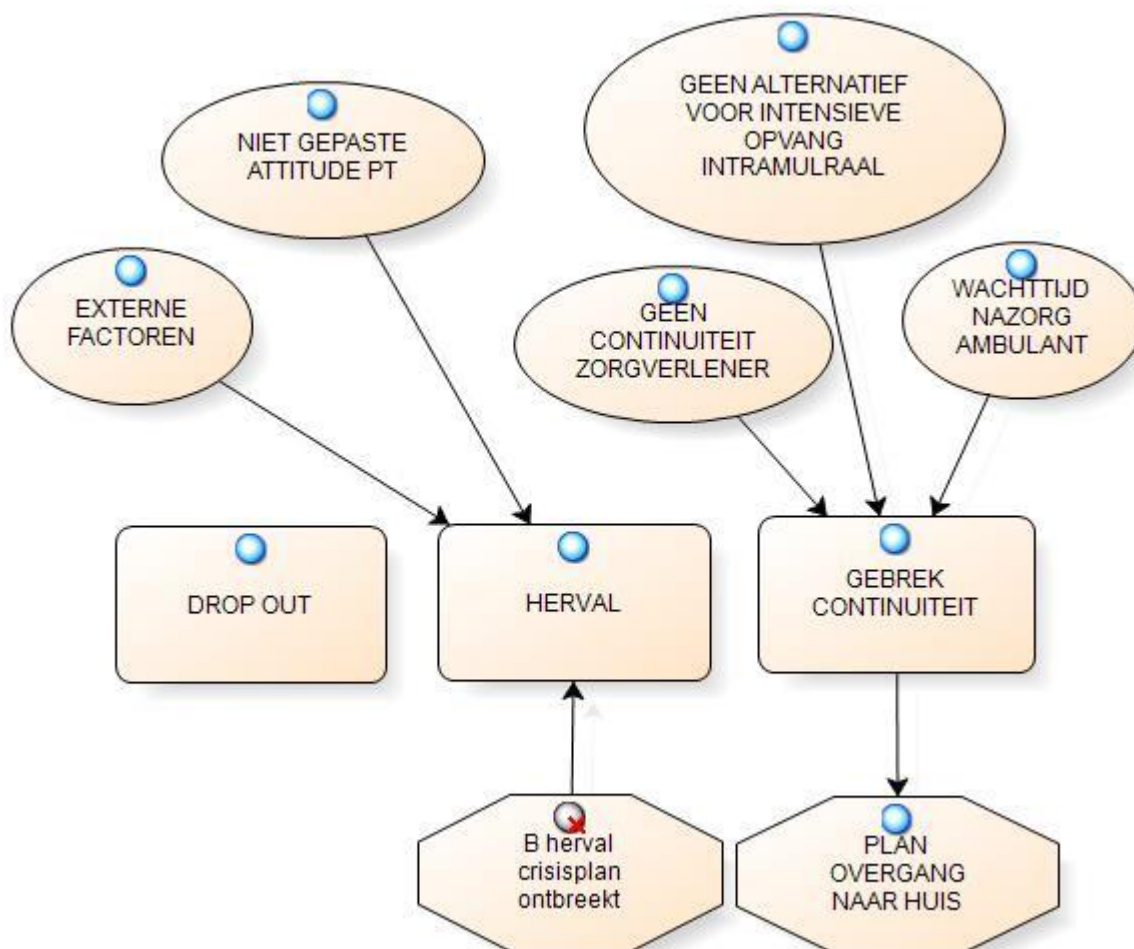 GEEN ALTERNATIEF
VOOR INTENSIEVE
OPVANG
INTRAMULRAAL
NIET GEPASTE
ATTITUDE PT
EXTERNE
FACTOREN
GEEN
CONTINUITEIT
ZORGVERLENER
WACHTTIJD
NAZORG
AMBULANT
DROP OUT
HERVAL
GEBREK
CONTINUITEIT
B herval
crisisplan
ontbreekt
PLAN
OVERGANG
NAAR HUIS